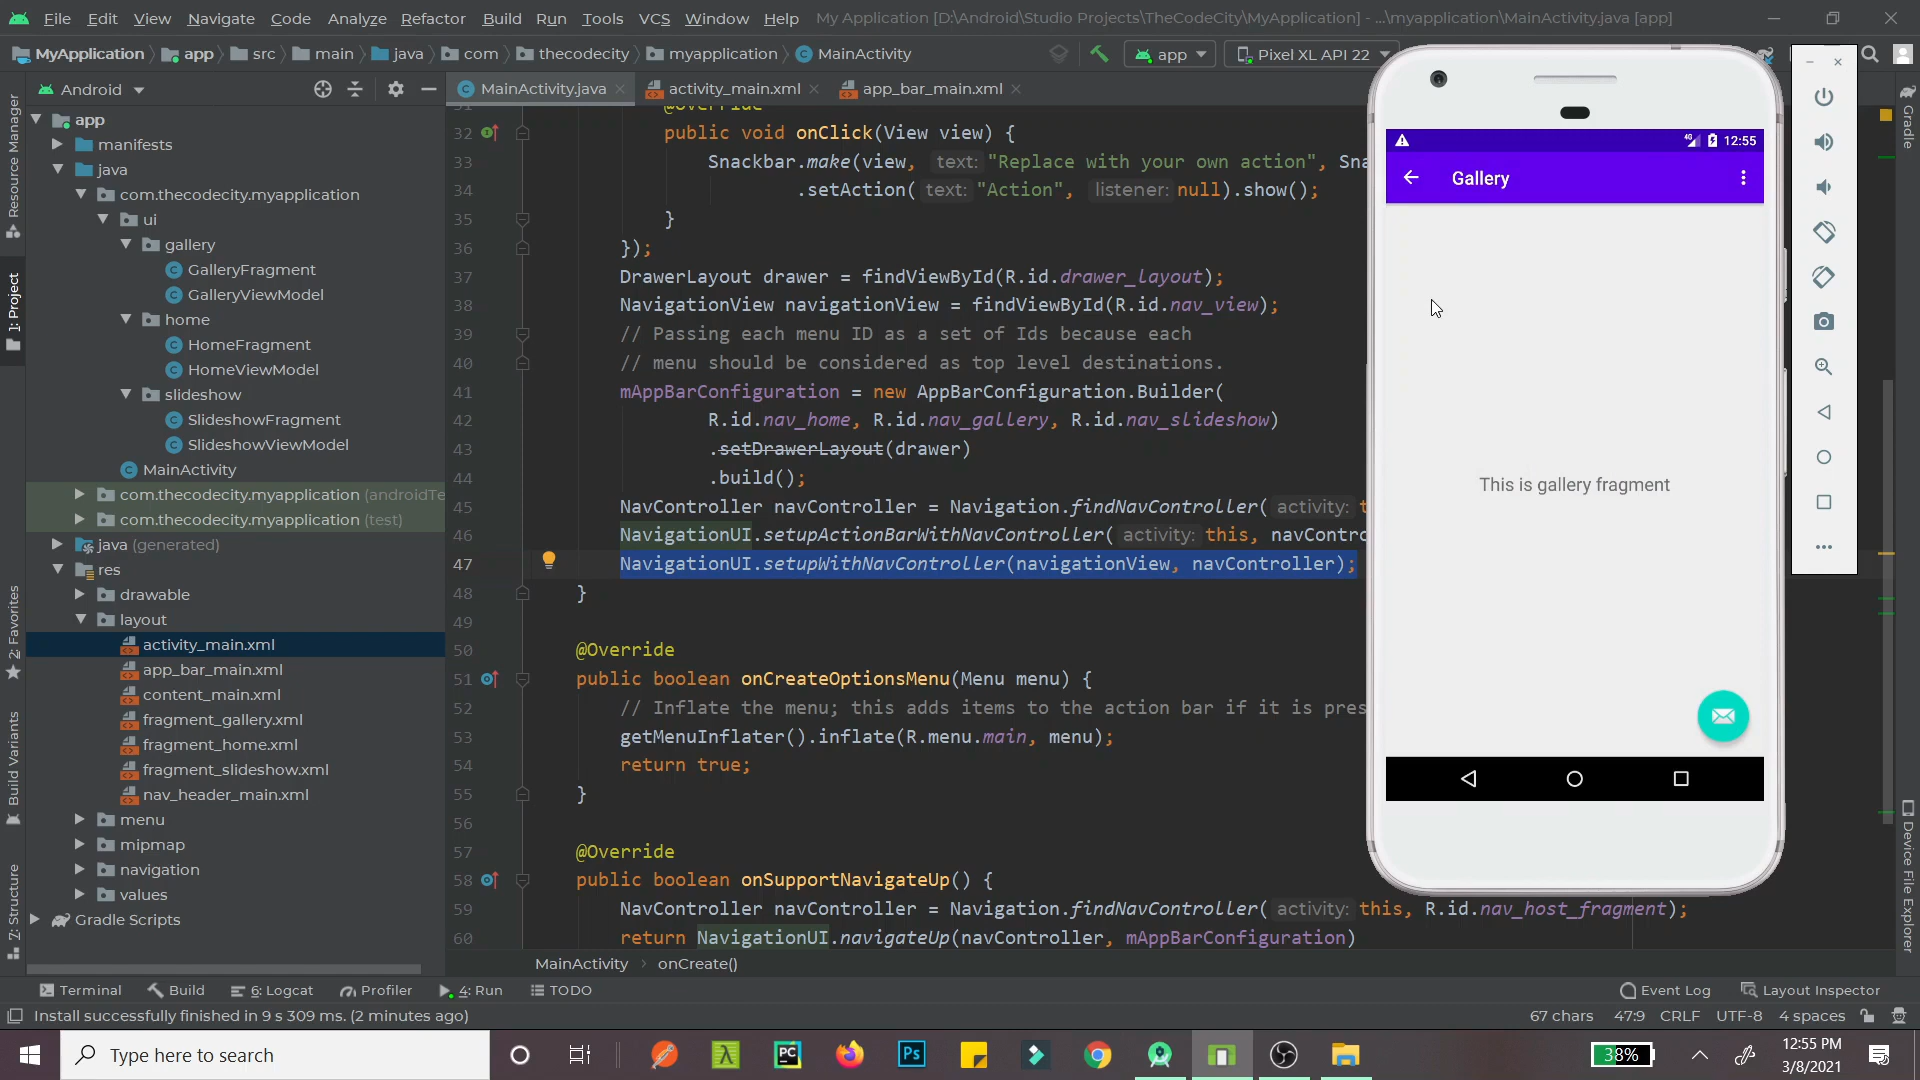 File Edit View Navigate Code Analyze Refactor Build Run Tools VCS Window Help My Application [D:\Android\Studio Projects\TheCodeCity\MyApplication] - ...\myapplication\MainActivity.java [app]
MyApplication app src main java com thecodecity myapplication MainActivity app Pixel XL API 22
Android
MainActivity.java activity_main.xml app_bar_main.xml
Resource Manager
1: Project
2: Favorites
Build Variants
7: Structure
app
manifests
java
com.thecodecity.myapplication
ui
gallery
GalleryFragment
GalleryViewModel
home
HomeFragment
HomeViewModel
slideshow
SlideshowFragment
SlideshowViewModel
MainActivity
com.thecodecity.myapplication (androidTe
com.thecodecity.myapplication (test)
java (generated)
res
drawable
layout
activity_main.xml
app_bar_main.xml
content_main.xml
fragment_gallery.xml
fragment_home.xml
fragment_slideshow.xml
nav_header_main.xml
menu
mipmap
navigation
values
Gradle Scripts
31 @Override
32 public void onClick(View view) {
33 Snackbar.make(view, text: "Replace with your own action", Sna
34 .setAction( text: "Action", listener: null).show();
35 }
36 });
37 DrawerLayout drawer = findViewById(R.id.drawer_layout);
38 NavigationView navigationView = findViewById(R.id.nav_view);
39 // Passing each menu ID as a set of Ids because each
40 // menu should be considered as top level destinations.
41 mAppBarConfiguration = new AppBarConfiguration.Builder(
42 R.id.nav_home, R.id.nav_gallery, R.id.nav_slideshow)
43 .setDrawerLayout(drawer)
44 .build();
45 NavController navController = Navigation.findNavController( activity: t
46 NavigationUI.setupActionBarWithNavController( activity: this, navContro
47 NavigationUI.setupWithNavController(navigationView, navController);
48 }
49
50 @Override
51 public boolean onCreateOptionsMenu(Menu menu) {
52 // Inflate the menu; this adds items to the action bar if it is pres
53 getMenuInflater().inflate(R.menu.main, menu);
54 return true;
55 }
56
57 @Override
58 public boolean onSupportNavigateUp() {
59 NavController navController = Navigation.findNavController( activity: this, R.id.nav_host_fragment);
60 return NavigationUI.navigateUp(navController, mAppBarConfiguration)
MainActivity onCreate()
4G 12:55
Gallery
This is gallery fragment
Gradle
Device File Explorer
Terminal Build 6: Logcat Profiler 4: Run TODO Event Log Layout Inspector
Install successfully finished in 9 s 309 ms. (2 minutes ago) 67 chars 47:9 CRLF UTF-8 4 spaces
Type here to search
PC
Ps
38%
12:55 PM
3/8/2021